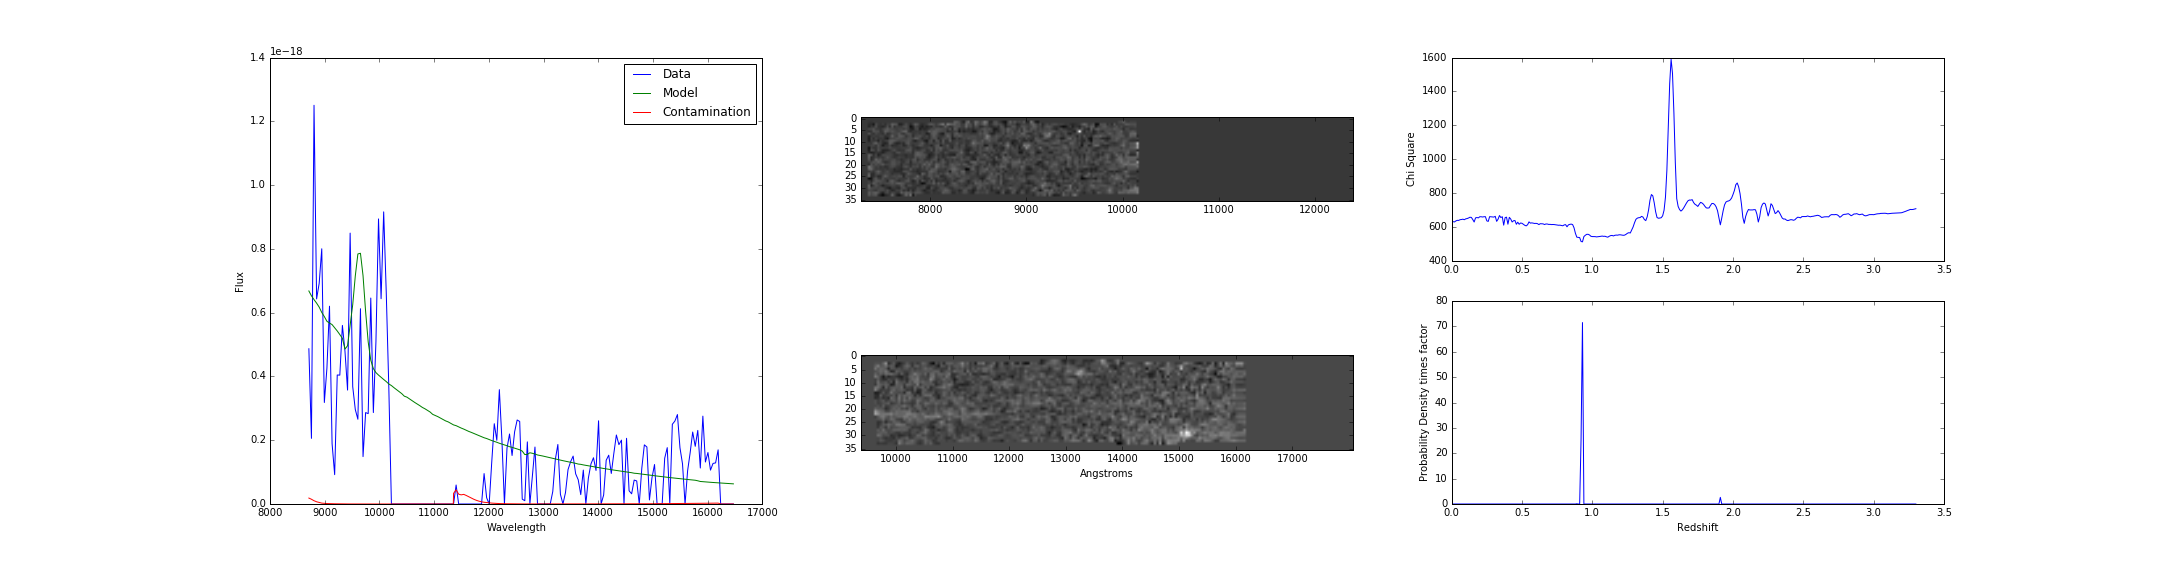 1e−18
1.4
1.2
1.0
0.8
0.6
0.4
0.2
0.0
Flux
8000 9000 10000 11000 12000 13000 14000 15000 16000 17000
Wavelength
Data
Model
Contamination
0
5
10
15
20
25
30
35
8000 9000 10000 11000 12000
0
5
10
15
20
25
30
35
10000 11000 12000 13000 14000 15000 16000 17000
Angstroms
1600
1400
1200
1000
800
600
400
Chi Square
0.0 0.5 1.0 1.5 2.0 2.5 3.0 3.5
80
70
60
50
40
30
20
10
0
Probability Density times factor
0.0 0.5 1.0 1.5 2.0 2.5 3.0 3.5
Redshift